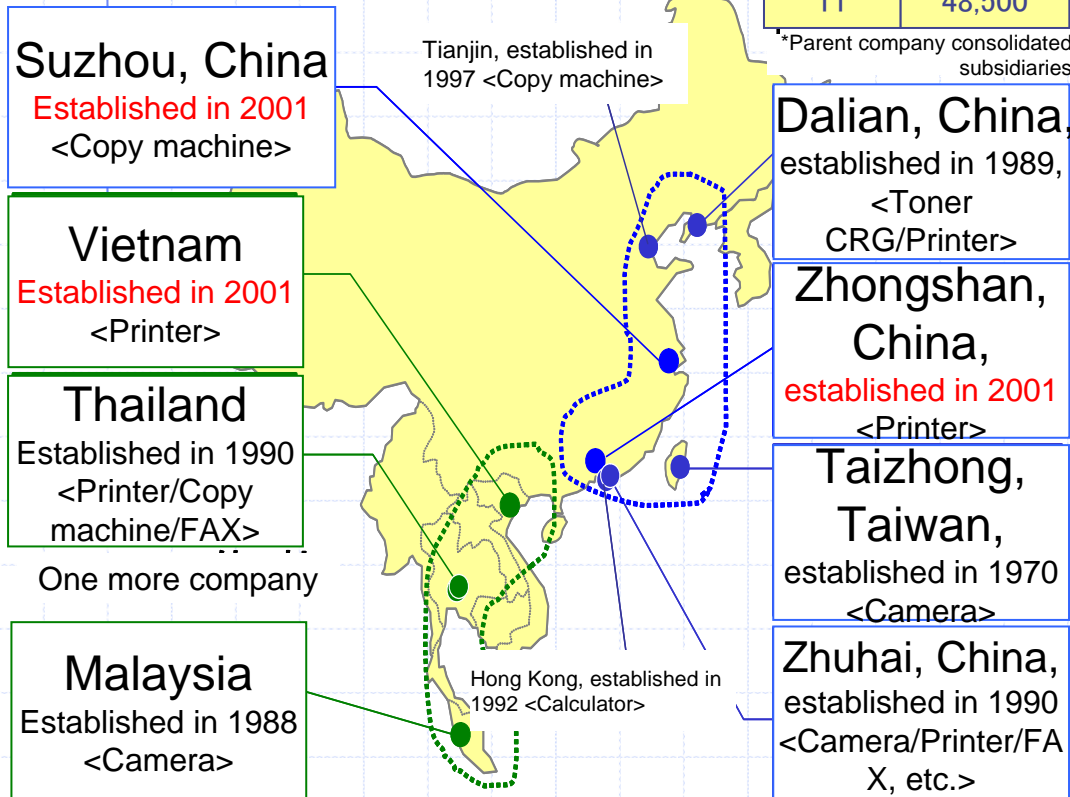 11 48,500
*Parent company consolidated
subsidiaries
Suzhou, China
Established in 2001
<Copy machine>
Tianjin, established in
1997 <Copy machine>
Dalian, China,
established in 1989,
<Toner
CRG/Printer>
Vietnam
Established in 2001
<Printer>
Zhongshan,
China,
established in 2001
<Printer>
Thailand
Established in 1990
<Printer/Copy
machine/FAX>
One more company
Taizhong,
Taiwan,
established in 1970
<Camera>
Malaysia
Established in 1988
<Camera>
Hong Kong, established in
1992 <Calculator>
Zhuhai, China,
established in 1990
<Camera/Printer/FA
X, etc.>